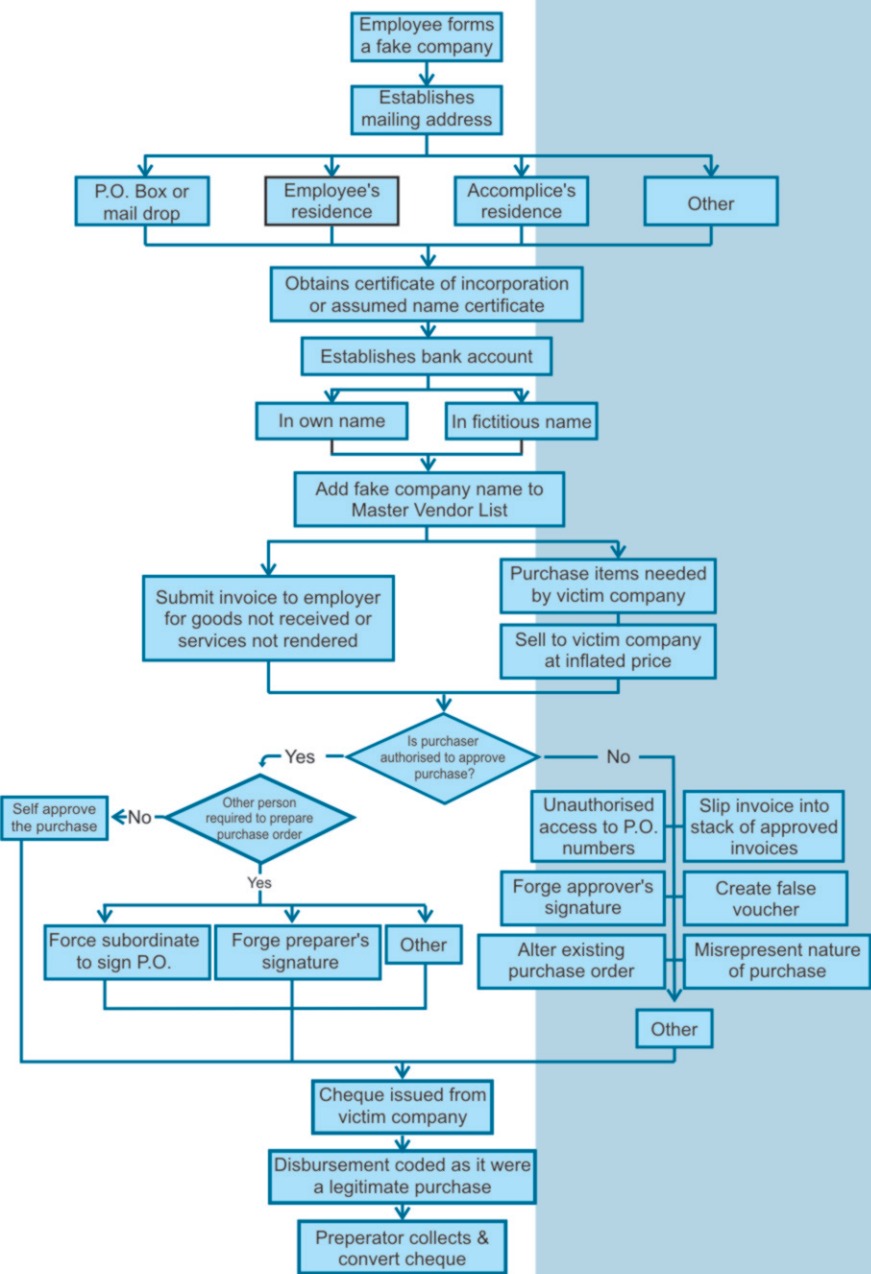 Employee forms
a fake company
Establishes
mailing address
P.O. Box or
mail drop
Employee's
residence
Accomplice's
residence
Other
Obtains certificate of incorporation
or assumed name certificate
Establishes bank account
In own name
In fictitious name
Add fake company name to
Master Vendor List
Submit invoice to employer
for goods not received or
services not rendered
Purchase items needed
by victim company
Sell to victim company
at inflated price
Is purchaser
authorised to approve
purchase?
Yes
No
Other person
required to prepare
purchase order
No
Self approve
the purchase
Yes
Force subordinate
to sign P.O.
Forge preparer's
signature
Other
Unauthorised
access to P.O.
numbers
Slip invoice into
stack of approved
invoices
Forge approver's
signature
Create false
voucher
Alter existing
purchase order
Misrepresent nature
of purchase
Other
Cheque issued from
victim company
Disbursement coded as it were
a legitimate purchase
Preperator collects &
convert cheque